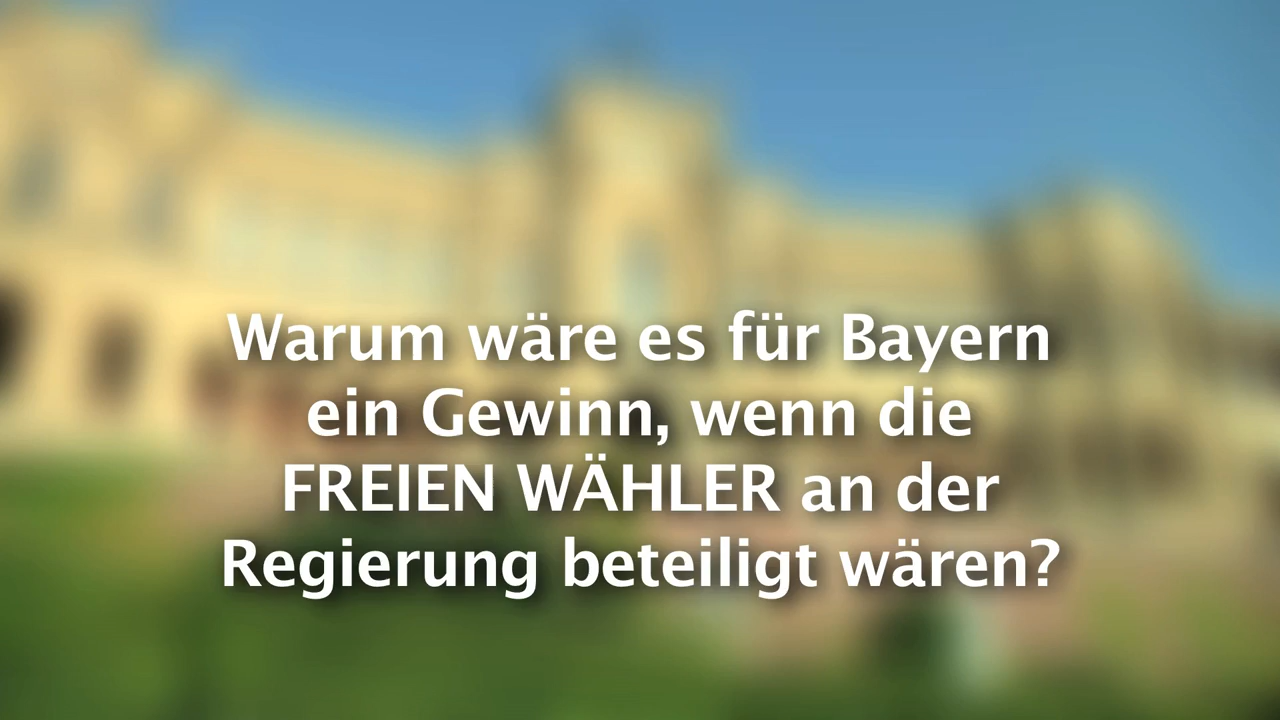 Warum wäre es für Bayern
ein Gewinn, wenn die
FREIEN WÄHLER an der
Regierung beteiligt wären?